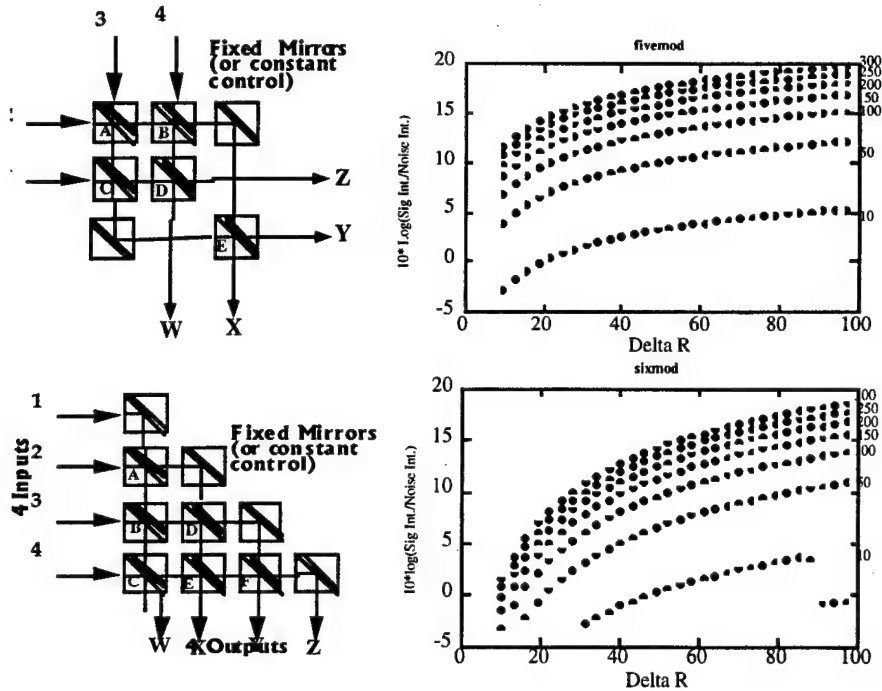 3 4
Fixed Mirrors
(or constant
control)
A B
C D
Z
E
Y
W X
fivemod
10* Log(Sig Int./Noise Int.)
20
15
10
5
0
-5
0 20 40 60 80 100
Delta R
300
250
200
50
100
50
10
1
2
3
4
4 Inputs
Fixed Mirrors
(or constant
control)
A
B D
C E F
W X Y Z
4 Outputs
sixmod
10*log(Sig Int./Noise Int.)
20
15
10
5
0
-5
0 20 40 60 80 100
Delta R
300
250
200
150
100
50
10